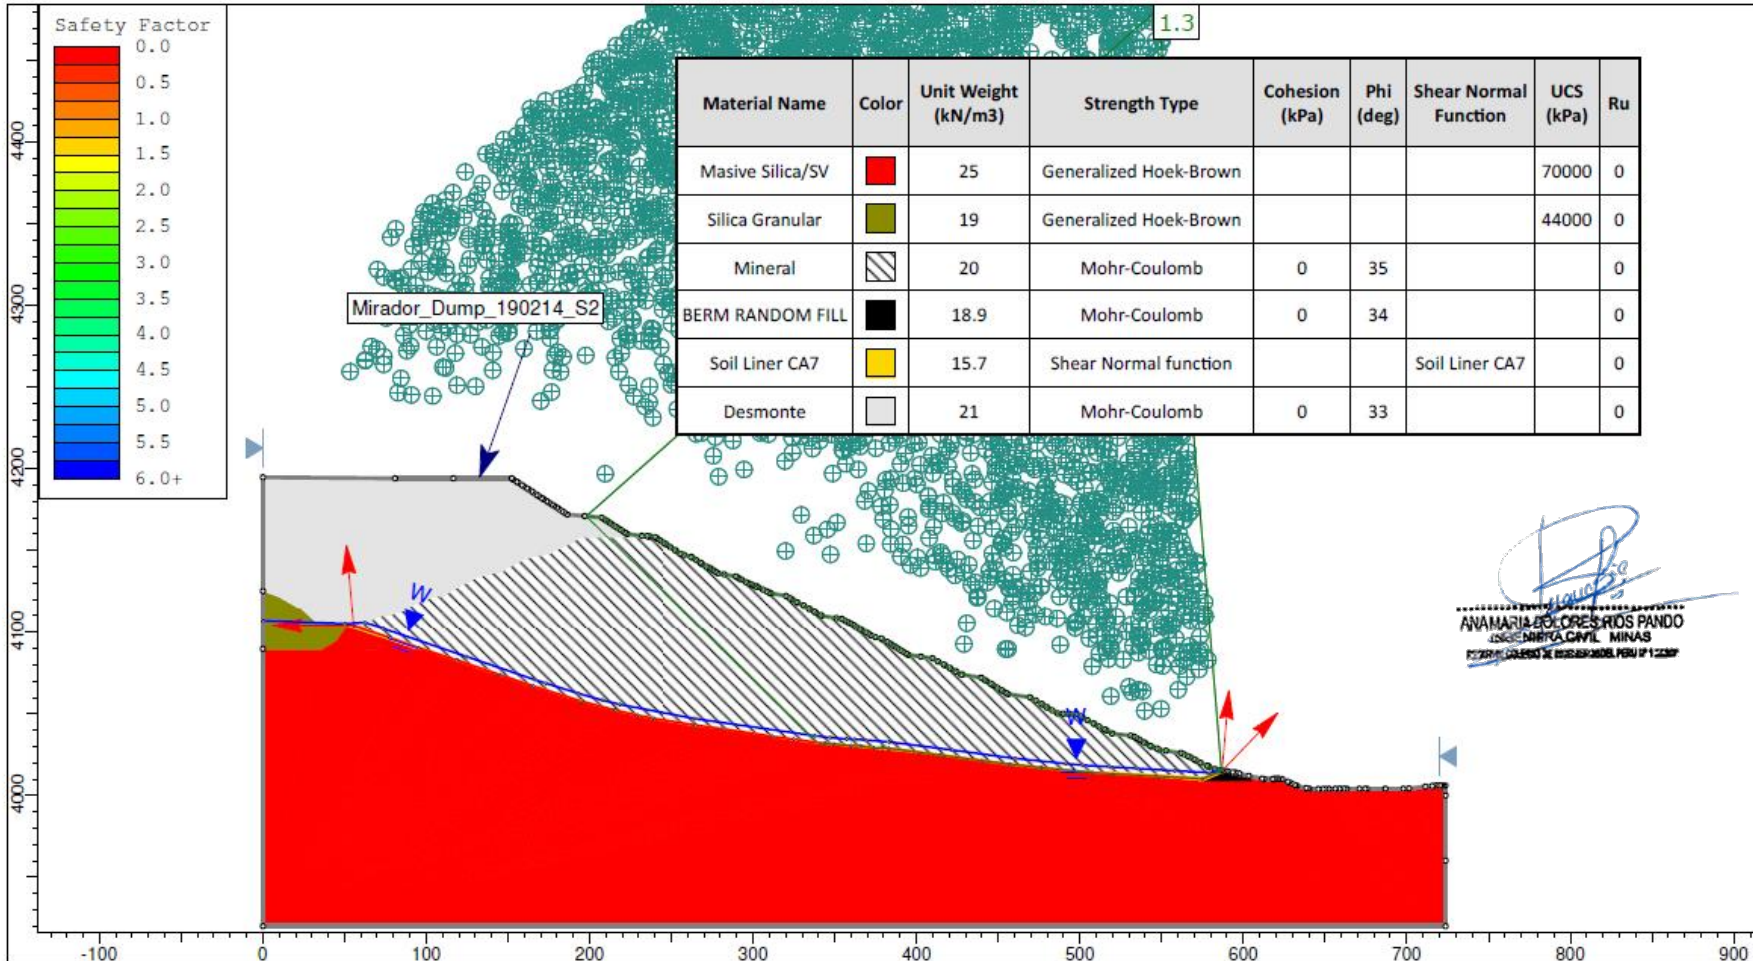 Safety Factor
0.0
0.5
1.0
1.5
2.0
2.5
3.0
3.5
4.0
4.5
5.0
5.5
6.0+
1.3
Material Name Color Unit Weight (kN/m3) Strength Type Cohesion (kPa) Phi (deg) Shear Normal Function UCS (kPa) Ru
Masive Silica/SV 25 Generalized Hoek-Brown 70000 0
Silica Granular 19 Generalized Hoek-Brown 44000 0
Mineral 20 Mohr-Coulomb 0 35 0
BERM RANDOM FILL 18.9 Mohr-Coulomb 0 34 0
Soil Liner CA7 15.7 Shear Normal function Soil Liner CA7 0
Desmonte 21 Mohr-Coulomb 0 33 0
Mirador_Dump_190214_S2
W
W
ANA MARIA DOLORES RIOS PANDO
INGENIERA CIVIL MINAS
4400
4300
4200
4100
4000
-100 0 100 200 300 400 500 600 700 800 900